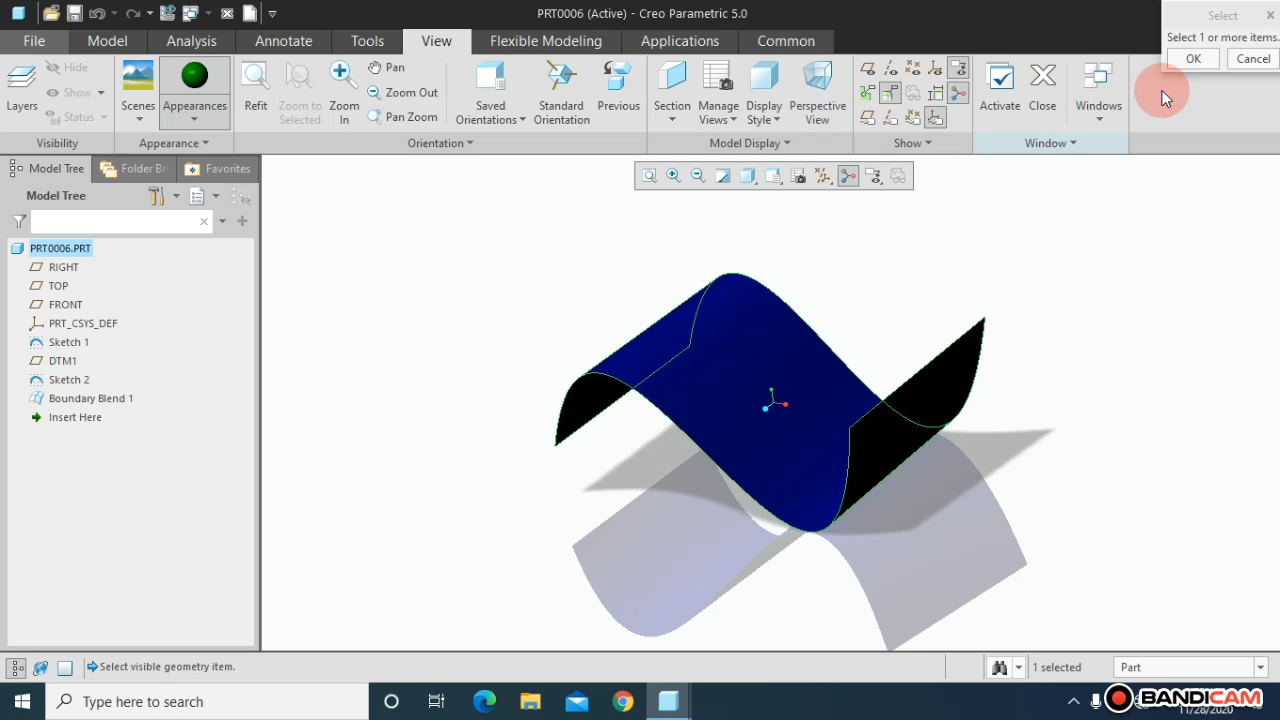 PRT0006 (Active) - Creo Parametric 5.0
Select
Select 1 or more items.
OK
Cancel
File
Model
Analysis
Annotate
Tools
View
Flexible Modeling
Applications
Common
Layers
Hide
Show
Status
Visibility
Scenes
Appearance
Appearance
Refit
Zoom to Selected
Zoom In
Pan
Zoom Out
Pan Zoom
Saved Orientations
Standard Orientation
Previous
Orientation
Section
Manage Views
Display Style
Perspective View
Model Display
Show
Activate
Close
Windows
Window
Model Tree
Folder Br
Favorites
Model Tree
PRT0006.PRT
RIGHT
TOP
FRONT
PRT_CSYS_DEF
Sketch 1
DTM1
Sketch 2
Boundary Blend 1
Insert Here
Select visible geometry item.
1 selected
Part
Type here to search
BANDICAM
11/28/2020